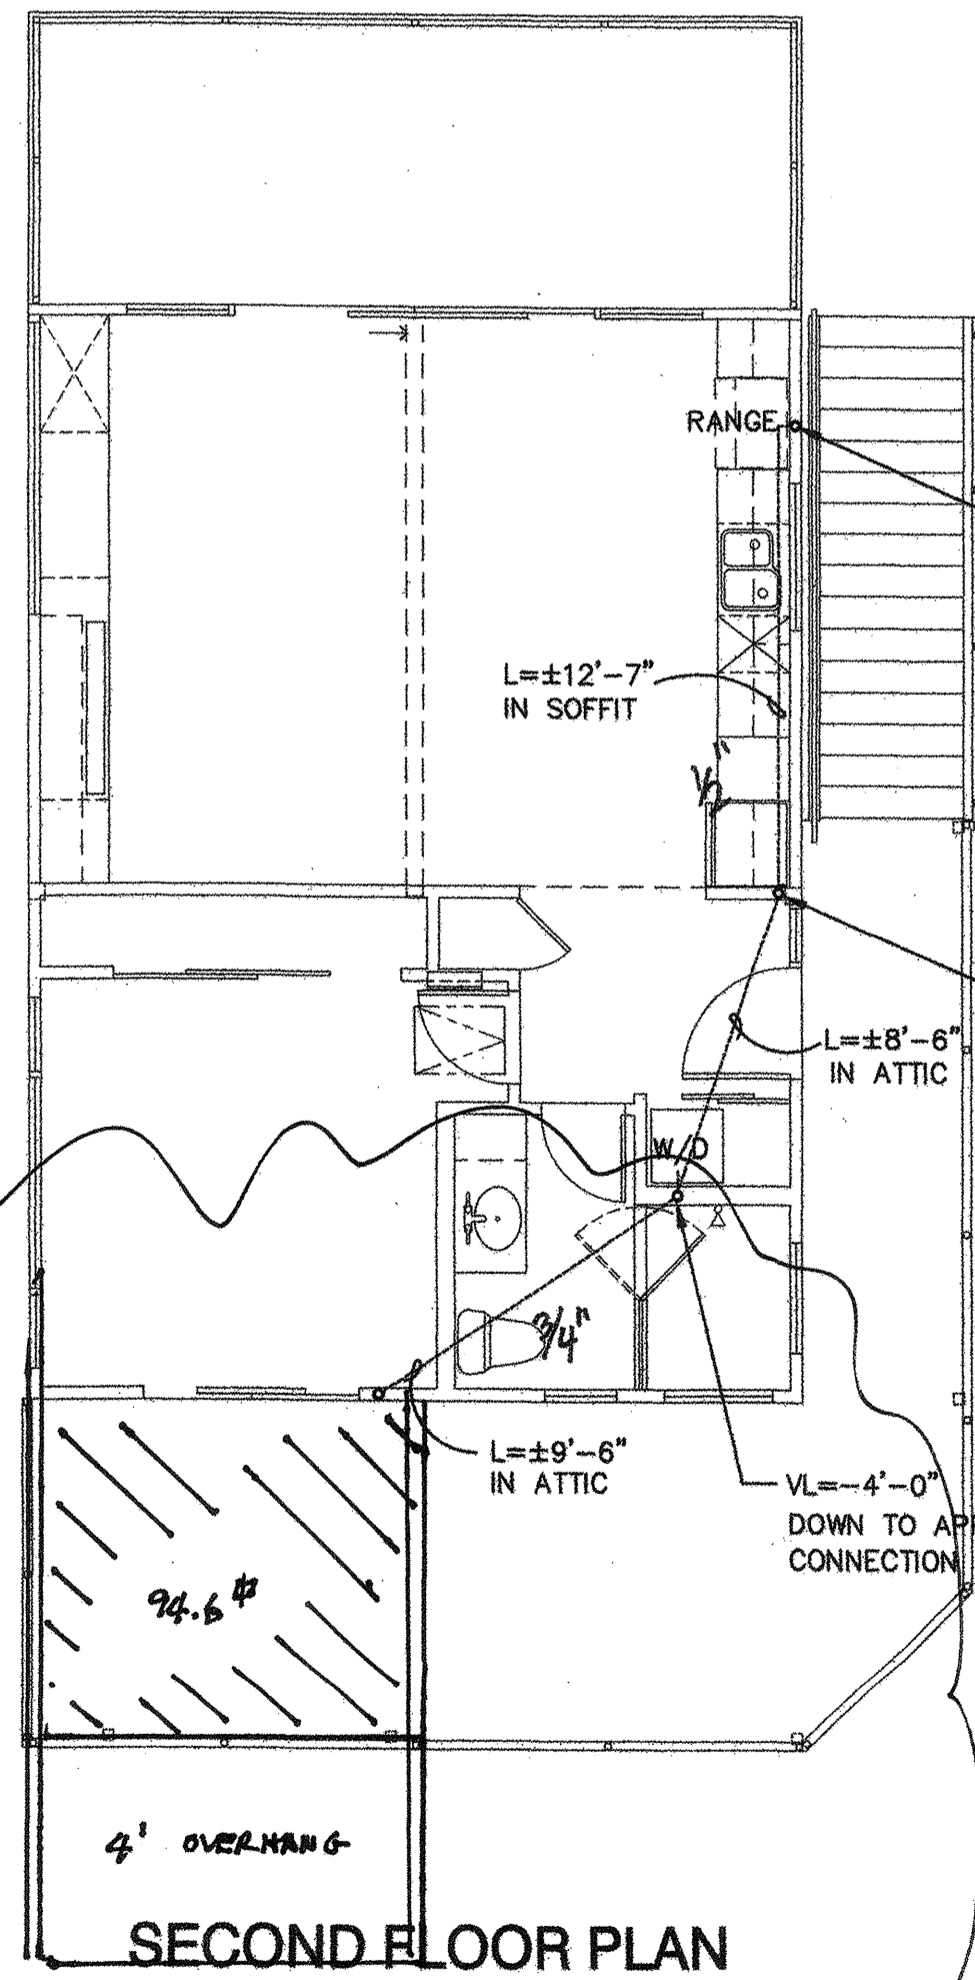 RANGE
L=±12'-7"
IN SOFFIT
1/2"
L=±8'-6"
IN ATTIC
W/D
3/4"
L=±9'-6"
IN ATTIC
VL=-4'-0"
DOWN TO
CONNECTION
94.6
4' OVERHANG
SECOND FLOOR PLAN